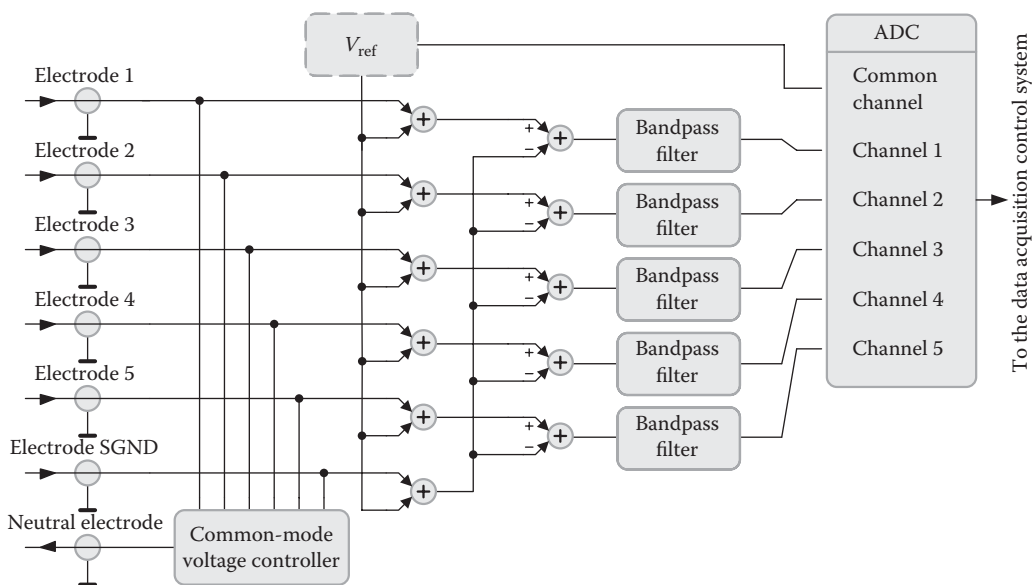 V_ref
ADC
Electrode 1
Common
channel
+
+
−
+
Bandpass
filter
Channel 1
Electrode 2
+
+
−
+
Bandpass
filter
Channel 2
Electrode 3
+
+
−
+
Bandpass
filter
Channel 3
Electrode 4
+
+
−
+
Bandpass
filter
Channel 4
Electrode 5
+
+
−
+
Bandpass
filter
Channel 5
Electrode SGND
+
Neutral electrode
Common-mode
voltage controller
To the data acquisition control system